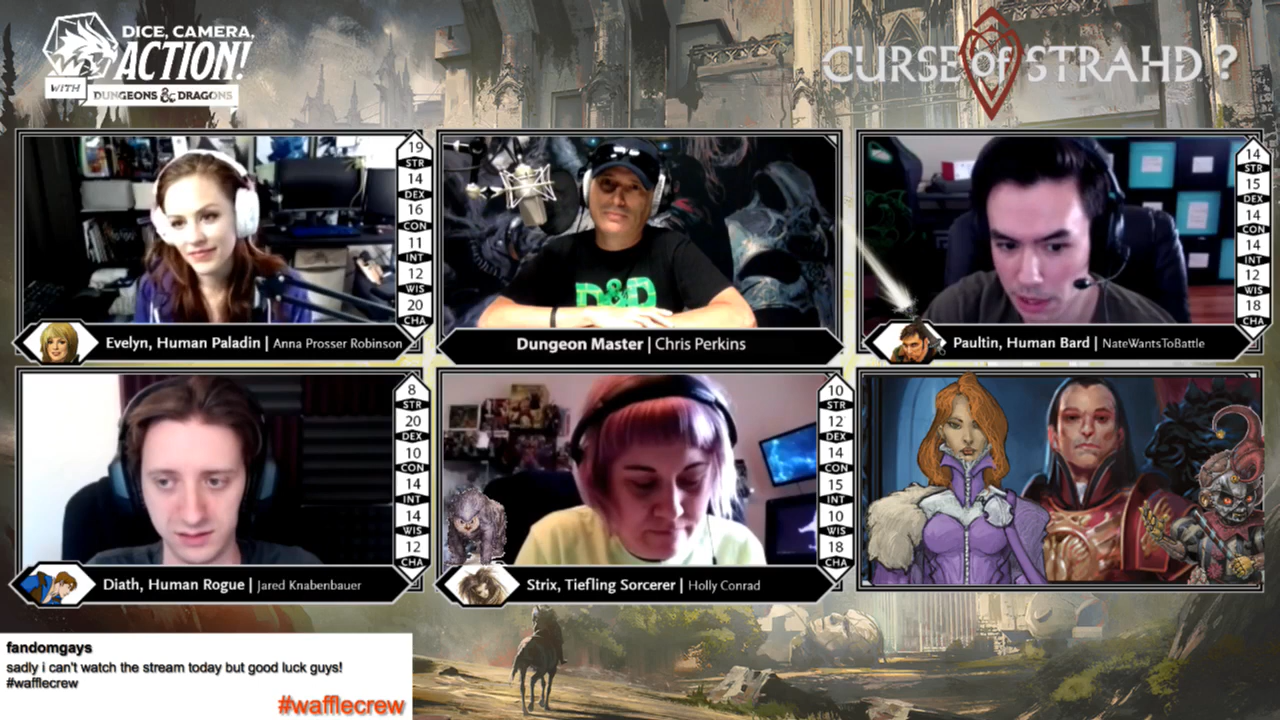 DICE, CAMERA,
ACTION!
WITH
DUNGEONS & DRAGONS
CURSE of STRAHD ?
19
STR
14
DEX
16
CON
11
INT
12
WIS
20
CHA
Evelyn, Human Paladin | Anna Prosser Robinson
D&D
Dungeon Master | Chris Perkins
14
STR
15
DEX
14
CON
14
INT
12
WIS
18
CHA
Paultin, Human Bard | NateWantsToBattle
8
STR
20
DEX
10
CON
14
INT
14
WIS
12
CHA
Diath, Human Rogue | Jared Knabenbauer
10
STR
12
DEX
14
CON
15
INT
10
WIS
18
CHA
Strix, Tiefling Sorcerer | Holly Conrad
fandomgays
sadly i can't watch the stream today but good luck guys!
#wafflecrew
#wafflecrew